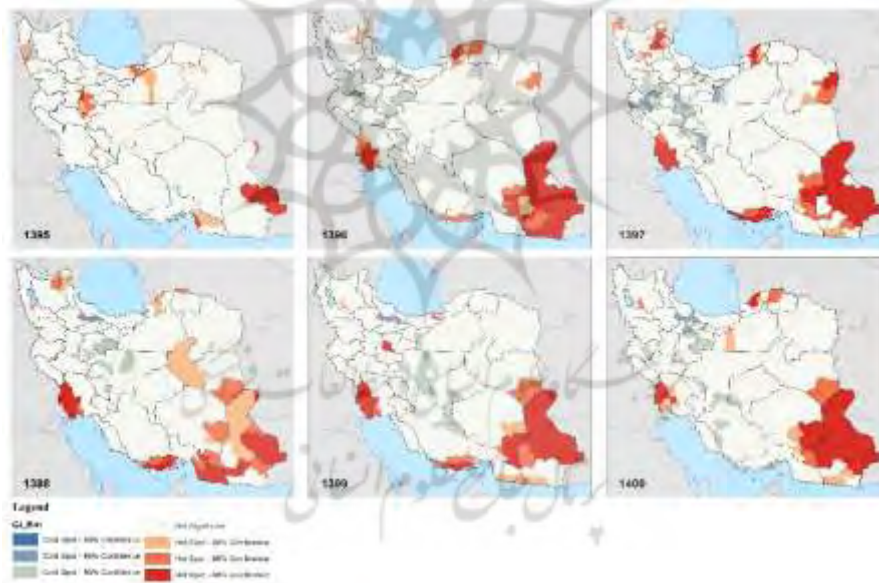 1395
1396
1397
1398
1399
1400
Legend
Gi_Bin
Cold Spot - 99% Confidence
Cold Spot - 95% Confidence
Cold Spot - 90% Confidence
Not Significant
Hot Spot - 90% Confidence
Hot Spot - 95% Confidence
Hot Spot - 99% Confidence